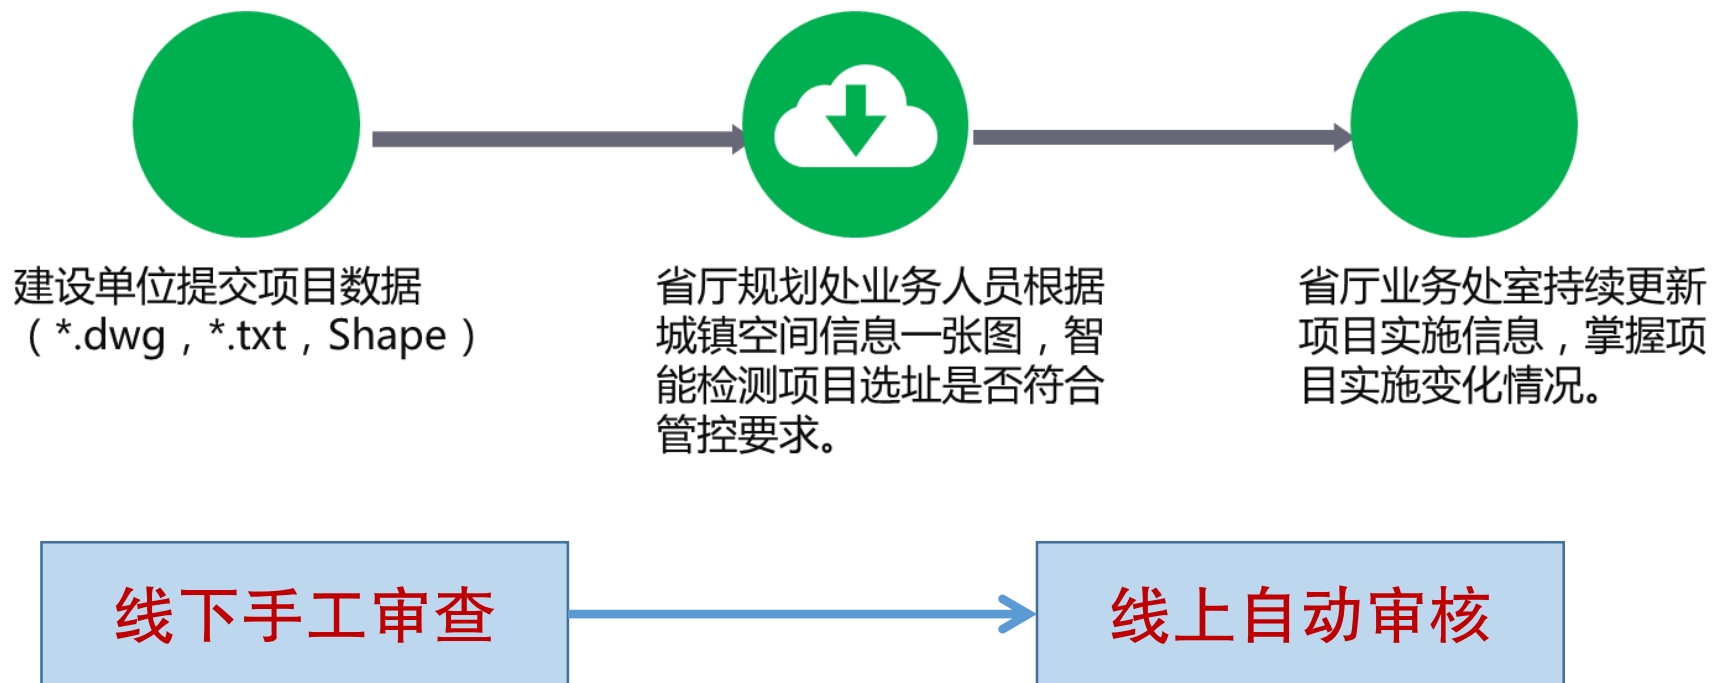 建设单位提交项目数据
（*.dwg，*.txt，Shape）
省厅规划处业务人员根据
城镇空间信息一张图，智
能检测项目选址是否符合
管控要求。
省厅业务处室持续更新
项目实施信息，掌握项
目实施变化情况。
线下手工审查
线上自动审核